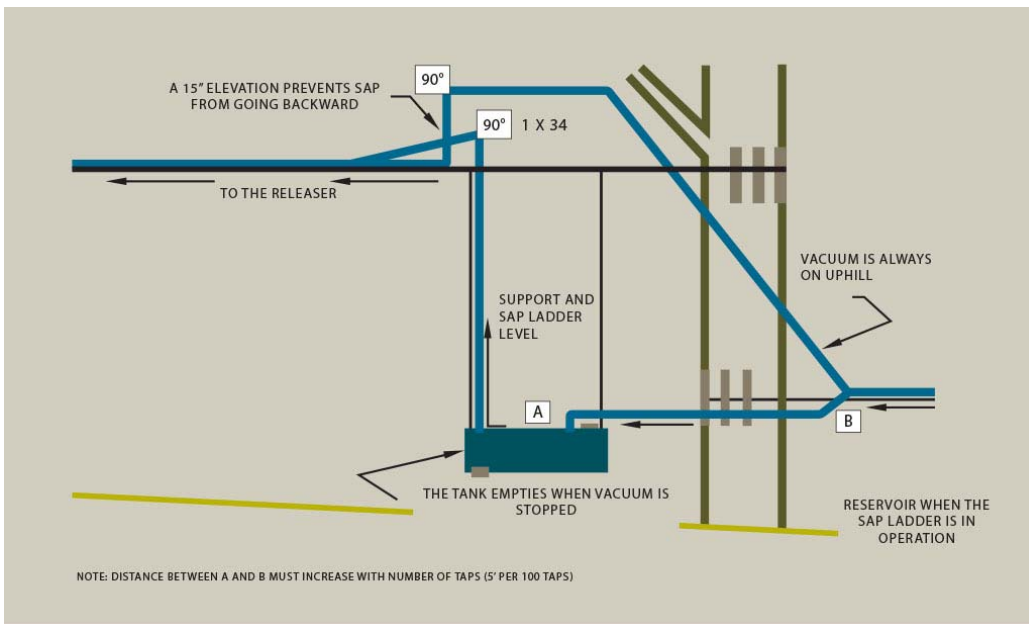 A 15” ELEVATION PREVENTS SAP
FROM GOING BACKWARD
90°
90° 1 X 34
TO THE RELEASER
VACUUM IS ALWAYS
ON UPHILL
SUPPORT AND
SAP LADDER
LEVEL
A
B
THE TANK EMPTIES WHEN VACUUM IS
STOPPED
RESERVOIR WHEN THE
SAP LADDER IS IN
OPERATION
NOTE: DISTANCE BETWEEN A AND B MUST INCREASE WITH NUMBER OF TAPS (5’ PER 100 TAPS)